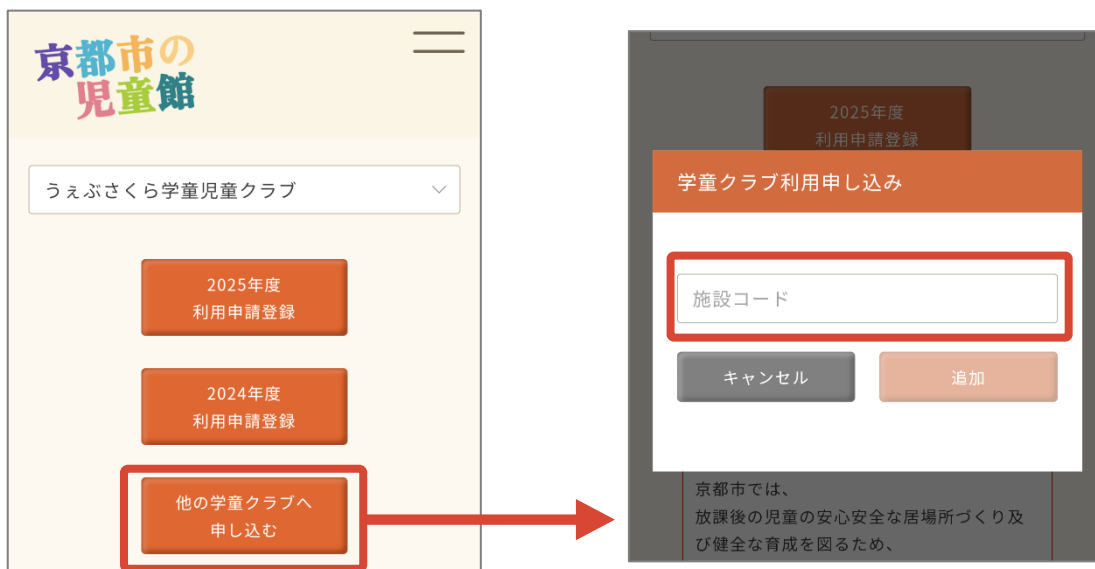 京都市の
児童館
うぇぶさくら学童児童クラブ
2025年度
利用申請登録
2024年度
利用申請登録
他の学童クラブへ
申し込む
2025年度
利用申請登録
学童クラブ利用申し込み
施設コード
キャンセル
追加
京都市では、
放課後の児童の安心安全な居場所づくり及
び健全な育成を図るため、